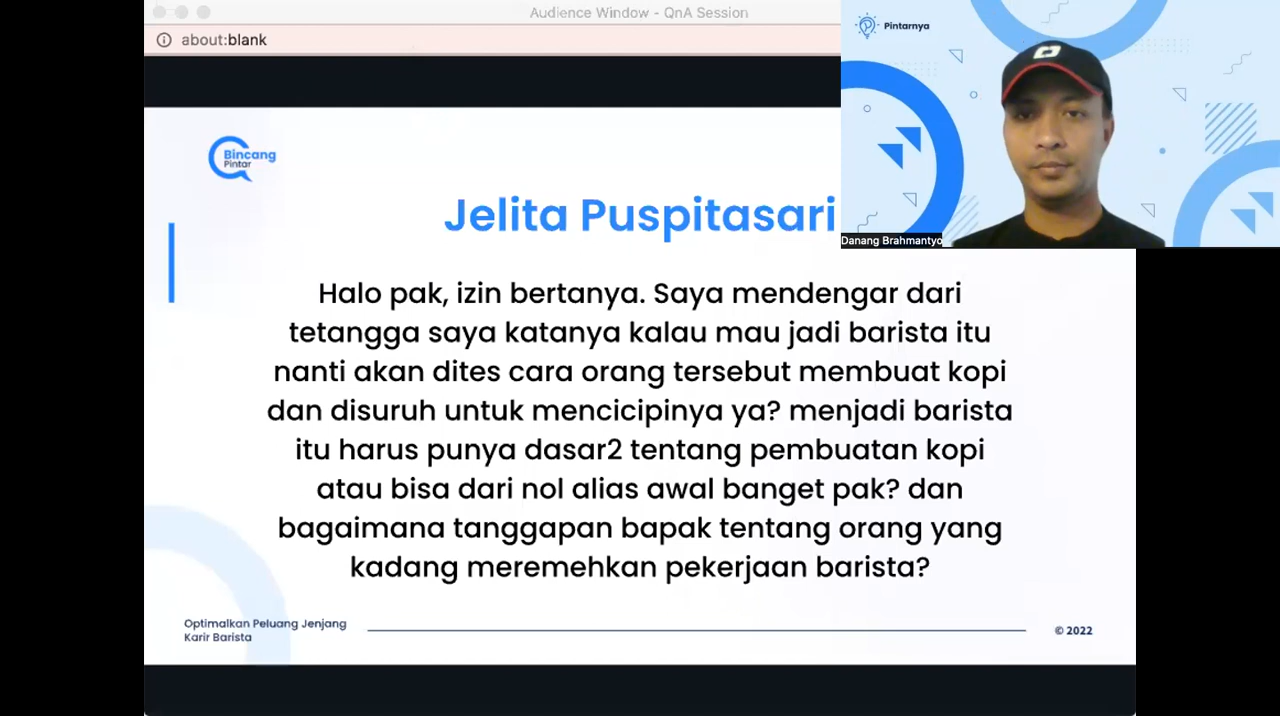 Audience Window - QnA Session
about:blank
Pintarnya
Danang Brahmantyo
Bincang
Pintar
Jelita Puspitasari
Halo pak, izin bertanya. Saya mendengar dari
tetangga saya katanya kalau mau jadi barista itu
nanti akan dites cara orang tersebut membuat kopi
dan disuruh untuk mencicipinya ya? menjadi barista
itu harus punya dasar2 tentang pembuatan kopi
atau bisa dari nol alias awal banget pak? dan
bagaimana tanggapan bapak tentang orang yang
kadang meremehkan pekerjaan barista?
Optimalkan Peluang Jenjang
Karir Barista
© 2022